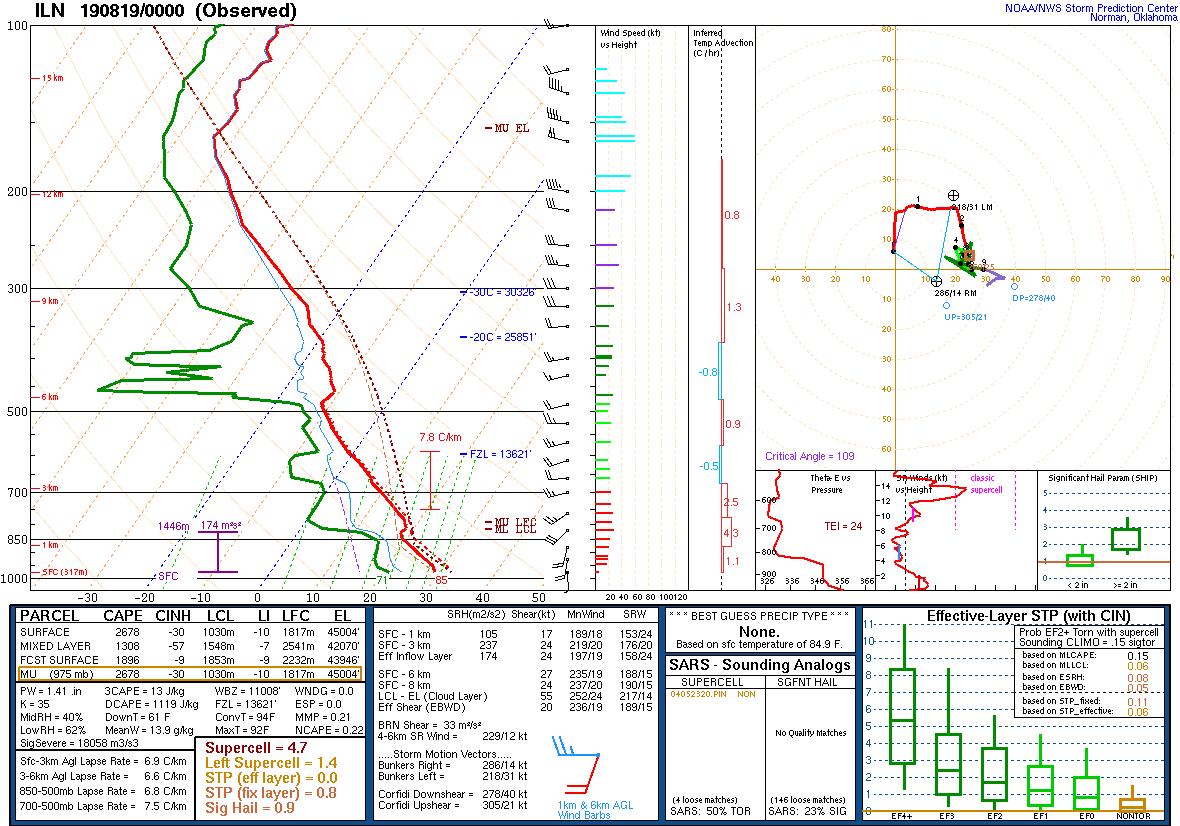 ILN 190819/0000 (Observed)
NOAA/NWS Storm Prediction Center
Norman, Oklahoma
100
200
300
500
700
850
1000
15 km
12 km
9 km
6 km
3 km
1 km
SFC (317m)
MU EL
-30C = 30326'
-20C = 25851'
FZL = 13621'
7.8 C/km
MU LFC
1446m 174 m²s²
SFC
71
85
-30 -20 -10 0 10 20 30 40 50
Wind Speed (kt)
vs Height
20 40 60 80 100120
Inferred
Temp Advection
(C / hr)
0.8
1.3
-0.8
0.9
-0.5
2.5
4.3
1.1
80
70
60
50
40
30
20
10
40 30 20 10 10 20 30 40 50 60 70 80 90
10
20
30
40
50
60
1
2
4
9
218/31 LM
286/14 RM
UP=305/21
DP=278/40
Critical Angle = 109
Theta-E vs
Pressure
TEI = 24
600
700
800
900
326 336 346 356 366
SR Winds (kt)
vs Height
classic
supercell
14
12
10
8
6
4
2
Significant Hail Param (SHIP)
5
4
3
2
1
0
< 2 in >= 2 in
PARCEL CAPE CINH LCL LI LFC EL
SURFACE 2678 -30 1030m -10 1817m 45004'
MIXED LAYER 1308 -57 1548m -7 2541m 42070'
FCST SURFACE 1896 -9 1853m -9 2232m 43946'
MU (975 mb) 2678 -30 1030m -10 1817m 45004'
PW = 1.41 .in 3CAPE = 13 J/kg WBZ = 11008' WNDG = 0.0
K = 35 DCAPE = 1119 J/kg FZL = 13621' ESP = 0.0
MidRH = 40% DownT = 61 F ConvT = 94F MMP = 0.21
LowRH = 62% MeanW = 13.9 g/kg MaxT = 92F NCAPE = 0.22
SigSevere = 18058 m3/s3
Sfc-3km Agl Lapse Rate = 6.9 C/km
3-6km Agl Lapse Rate = 6.6 C/km
850-500mb Lapse Rate = 6.8 C/km
700-500mb Lapse Rate = 7.5 C/km
Supercell = 4.7
Left Supercell = 1.4
STP (eff layer) = 0.0
STP (fix layer) = 0.8
Sig Hail = 0.9
SRH(m2/s2) Shear(kt) MnWind SRW
SFC - 1 km 105 17 189/18 153/24
SFC - 3 km 237 24 219/20 176/20
Eff Inflow Layer 174 24 197/19 158/24
SFC - 6 km 27 235/19 188/15
SFC - 8 km 24 237/20 190/15
LCL - EL (Cloud Layer) 55 252/24 217/14
Eff Shear (EBWD) 20 236/19 189/15
BRN Shear = 33 m²/s²
4-6km SR Wind = 229/12 kt
.....Storm Motion Vectors.....
Bunkers Right = 286/14 kt
Bunkers Left = 218/31 kt
Corfidi Downshear = 278/40 kt
Corfidi Upshear = 305/21 kt
1km & 6km AGL
Wind Barbs
* * * BEST GUESS PRECIP TYPE * * *
None.
Based on sfc temperature of 84.9 F.
SARS - Sounding Analogs
SUPERCELL SGFNT HAIL
04052320.PIN NON
No Quality Matches
(4 loose matches) (146 loose matches)
SARS: 50% TOR SARS: 23% SIG
Effective-Layer STP (with CIN)
Prob EF2+ Torn with supercell
Sounding CLIMO = .15 sigtor
based on MLCAPE: 0.15
based on MLLCL: 0.06
based on ESRH: 0.08
based on EBWD: 0.05
based on STP_fixed: 0.11
based on STP_effective: 0.06
11
10
9
8
7
6
5
4
3
2
1
0
EF4+ EF3 EF2 EF1 EF0 NONTOR